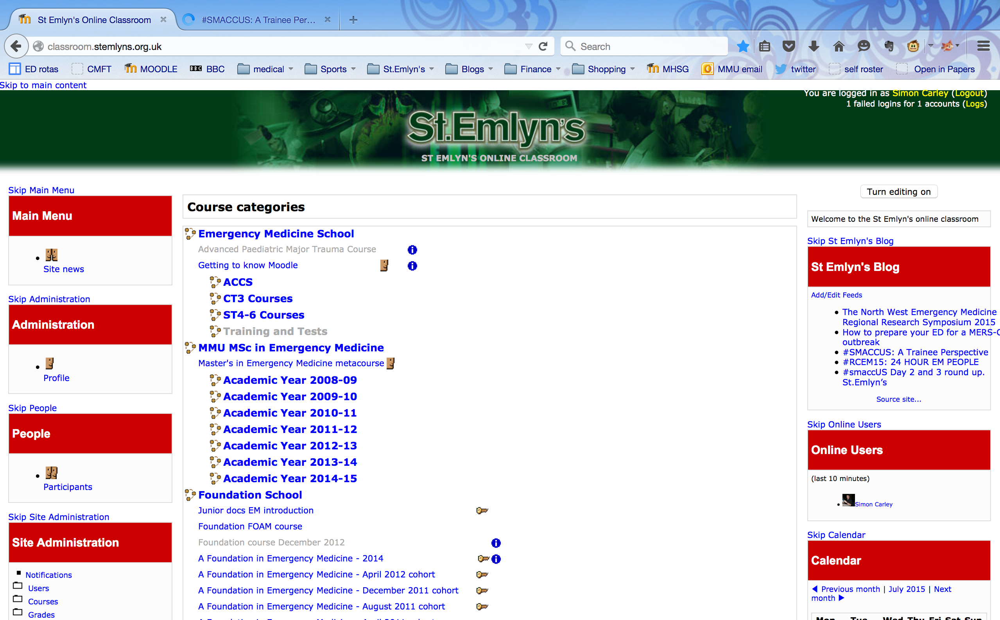 St Emlyn's Online Classroom
#SMACCUS: A Trainee Per...
classroom.stemlyns.org.uk
Search
ED rotas
CMFT
MOODLE
BBC BBC
medical
Sports
St.Emlyn's
Blogs
Finance
Shopping
MHSG
MMU email
twitter
self roster
Open in Papers
Skip to main content
You are logged in as Simon Carley (Logout)
1 failed logins for 1 accounts (Logs)
St.Emlyn's
ST EMLYN'S ONLINE CLASSROOM
Skip Main Menu
Main Menu
Site news
Skip Administration
Administration
Profile
Skip People
People
Participants
Skip Site Administration
Site Administration
Notifications
Users
Courses
Grades
Course categories
Emergency Medicine School
Advanced Paediatric Major Trauma Course
Getting to know Moodle
ACCS
CT3 Courses
ST4-6 Courses
Training and Tests
MMU MSc in Emergency Medicine
Master's in Emergency Medicine metacourse
Academic Year 2008-09
Academic Year 2009-10
Academic Year 2010-11
Academic Year 2011-12
Academic Year 2012-13
Academic Year 2013-14
Academic Year 2014-15
Foundation School
Junior docs EM introduction
Foundation FOAM course
Foundation course December 2012
A Foundation in Emergency Medicine - 2014
A Foundation in Emergency Medicine - April 2012 cohort
A Foundation in Emergency Medicine - December 2011 cohort
A Foundation in Emergency Medicine - August 2011 cohort
Turn editing on
Welcome to the St Emlyn's online classroom
Skip St Emlyn's Blog
St Emlyn's Blog
Add/Edit Feeds
The North West Emergency Medicine
Regional Research Symposium 2015
How to prepare your ED for a MERS-C
outbreak
#SMACCUS: A Trainee Perspective
#RCEM15: 24 HOUR EM PEOPLE
#smaccUS Day 2 and 3 round up.
St.Emlyn's
Source site...
Skip Online Users
Online Users
(last 10 minutes)
Simon Carley
Skip Calendar
Calendar
Previous month | July 2015 | Next
month
Mon Tue Wed Thu Fri Sat Sun